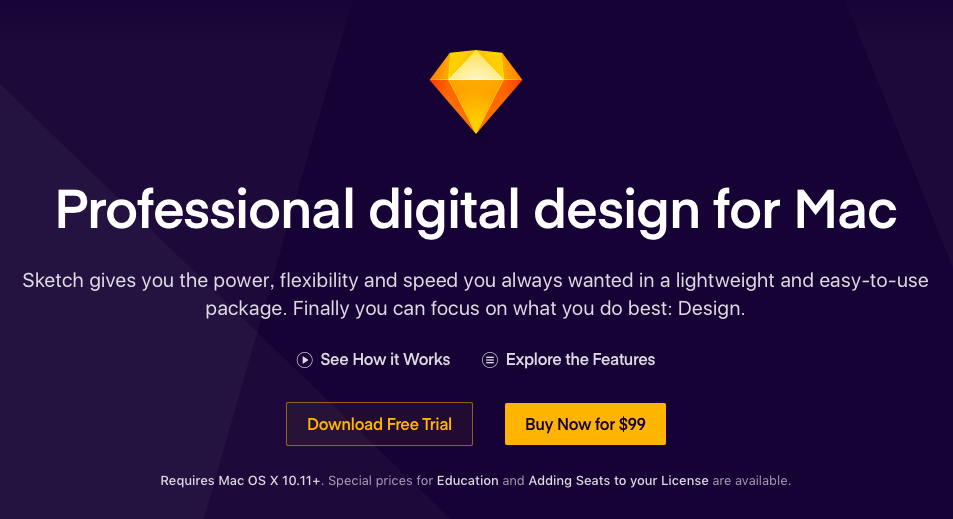 Professional digital design for Mac
Sketch gives you the power, flexibility and speed you always wanted in a lightweight and easy-to-use
package. Finally you can focus on what you do best: Design.
See How it Works Explore the Features
Download Free Trial Buy Now for $99
Requires Mac OS X 10.11+. Special prices for Education and Adding Seats to your License are available.